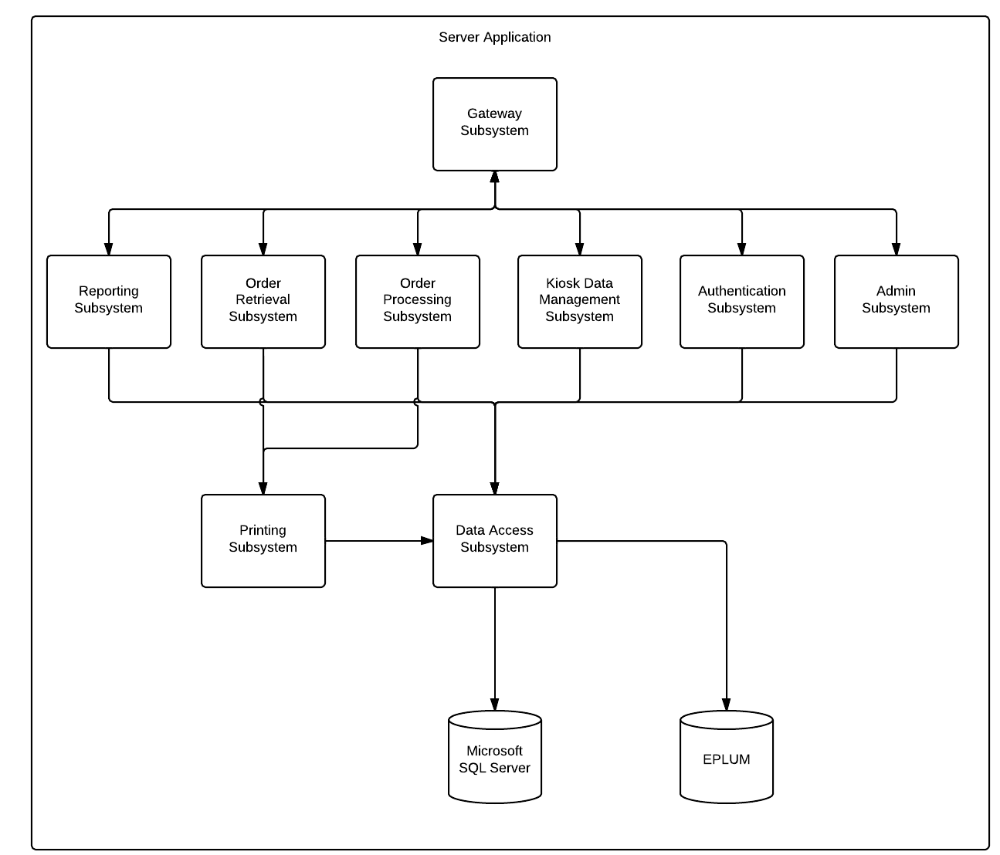 Server Application
Gateway
Subsystem
Reporting
Subsystem
Order
Retrieval
Subsystem
Order
Processing
Subsystem
Kiosk Data
Management
Subsystem
Authentication
Subsystem
Admin
Subsystem
Printing
Subsystem
Data Access
Subsystem
Microsoft
SQL Server
EPLUM